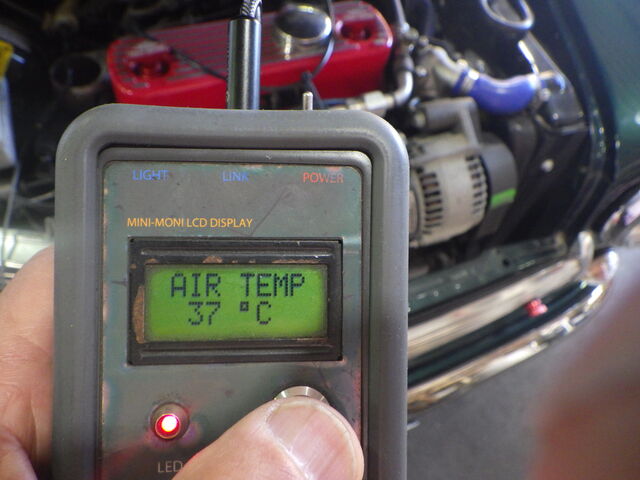 LIGHT LINK POWER
MINI-MONI LCD DISPLAY
AIR TEMP
37 °C
LED